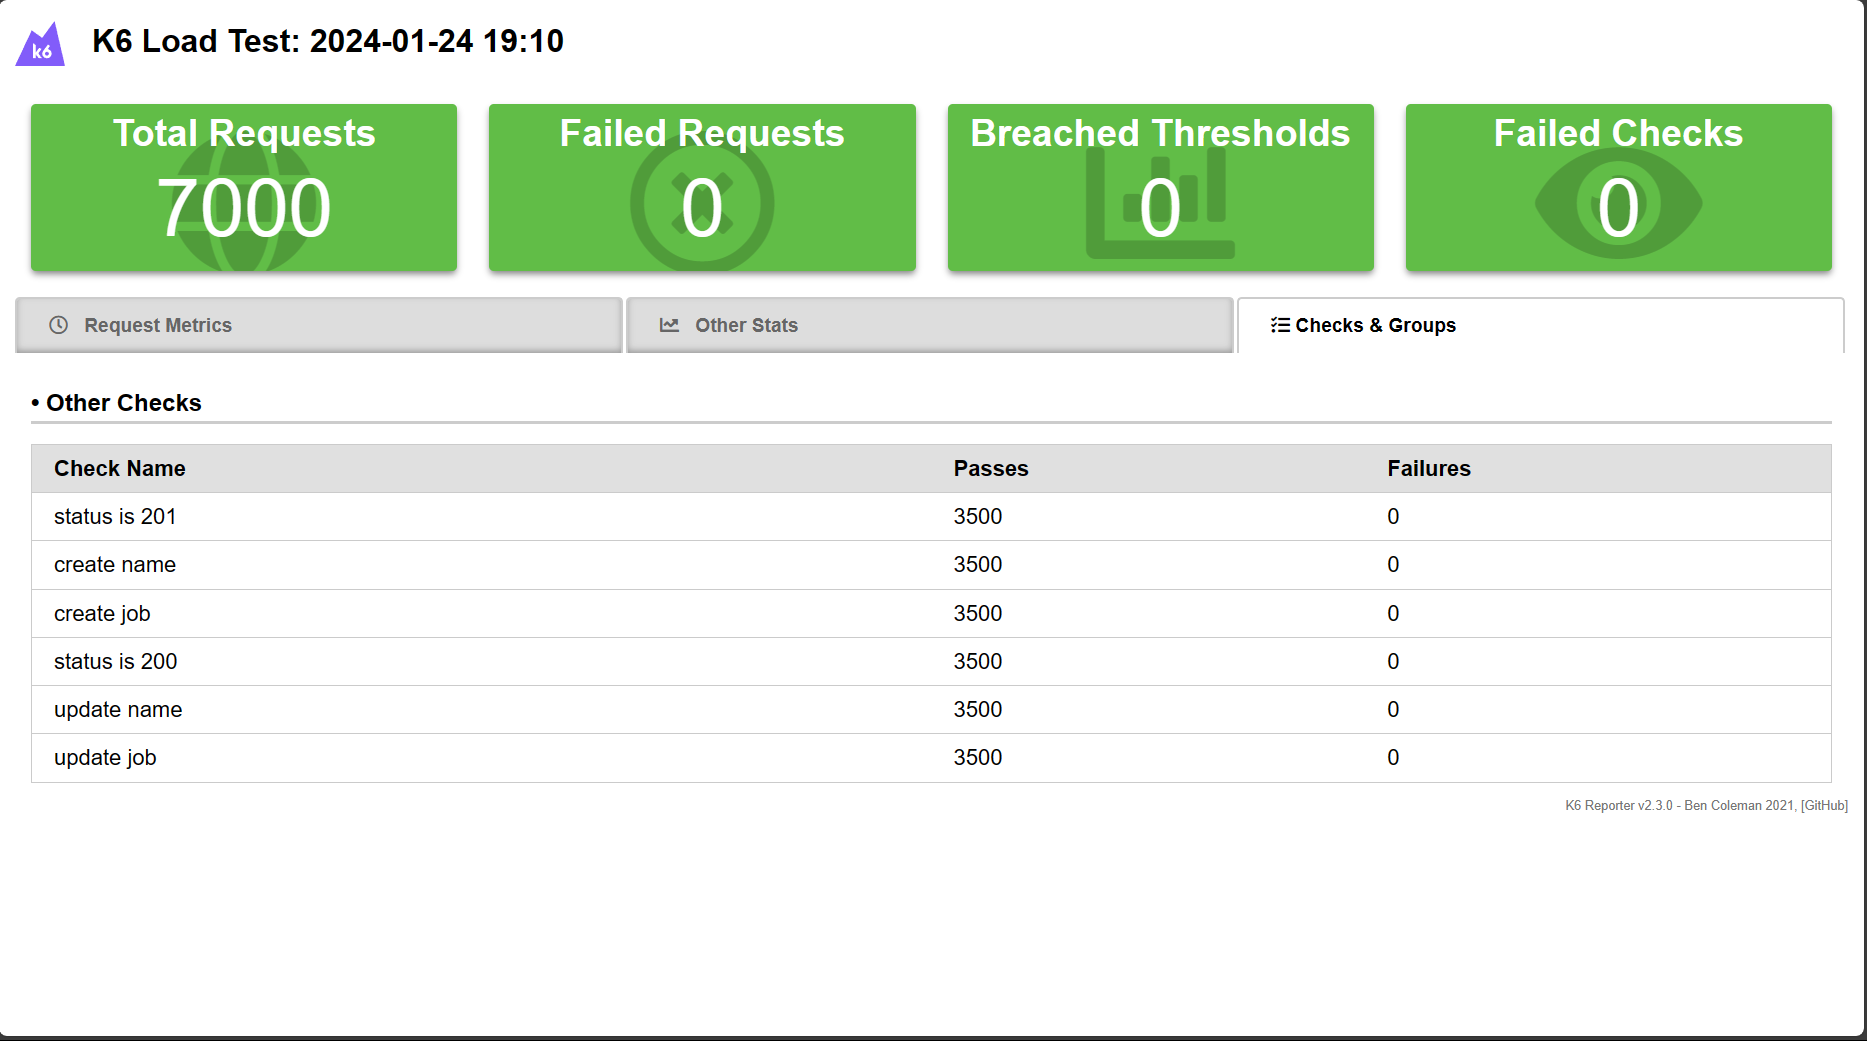 k6
K6 Load Test: 2024-01-24 19:10
Total Requests
7000
Failed Requests
0
Breached Thresholds
0
Failed Checks
0
Request Metrics
Other Stats
Checks & Groups
• Other Checks
Check Name Passes Failures
status is 201 3500 0
create name 3500 0
create job 3500 0
status is 200 3500 0
update name 3500 0
update job 3500 0
K6 Reporter v2.3.0 - Ben Coleman 2021, [GitHub]